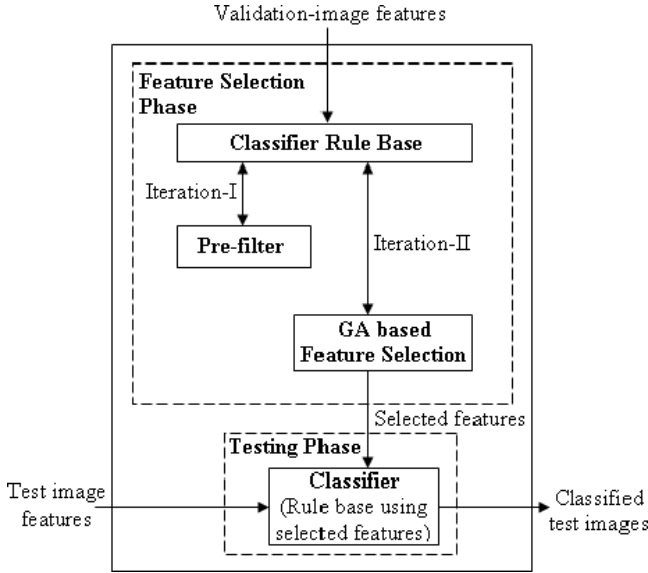 Validation-image features
Feature Selection
Phase
Classifier Rule Base
Iteration-I
Pre-filter
Iteration-II
GA based
Feature Selection
Selected features
Testing Phase
Classifier
(Rule base using
selected features)
Test image
features
Classified
test images